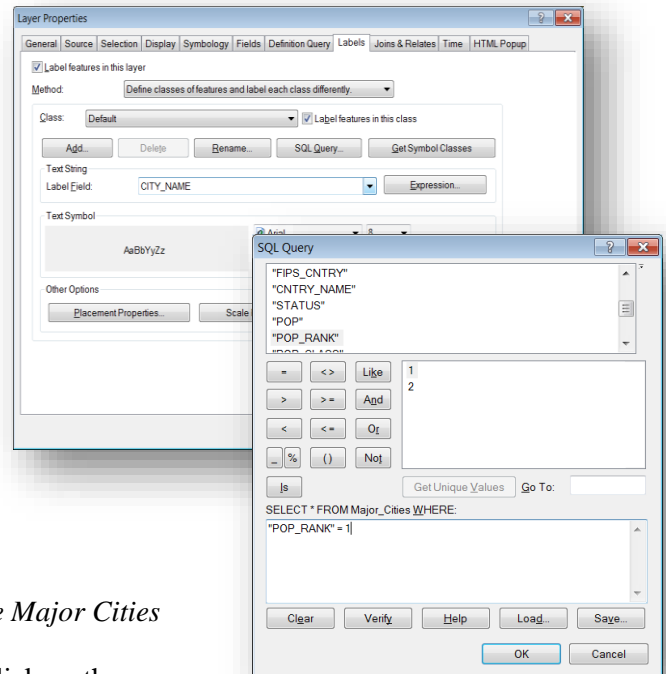 Layer Properties
General Source Selection Display Symbology Fields Definition Query Labels Joins & Relates Time HTML Popup
Label features in this layer
Method: Define classes of features and label each class differently.
Class: Default Label features in this class
Add... Delete Rename... SQL Query... Get Symbol Classes
Text String
Label Field: CITY_NAME Expression...
Text Symbol
AaBbYyZz Arial 8
Other Options
Placement Properties... Scale
SQL Query
"FIPS_CNTRY"
"CNTRY_NAME"
"STATUS"
"POP"
"POP_RANK"
"POP_CLASS"
= <> Like 1
2
> > = And
< < = Or
_ % () Not
Is Get Unique Values Go To:
SELECT * FROM Major_Cities WHERE:
"POP_RANK" = 1
Clear Verify Help Load... Save...
OK Cancel
Major Cities